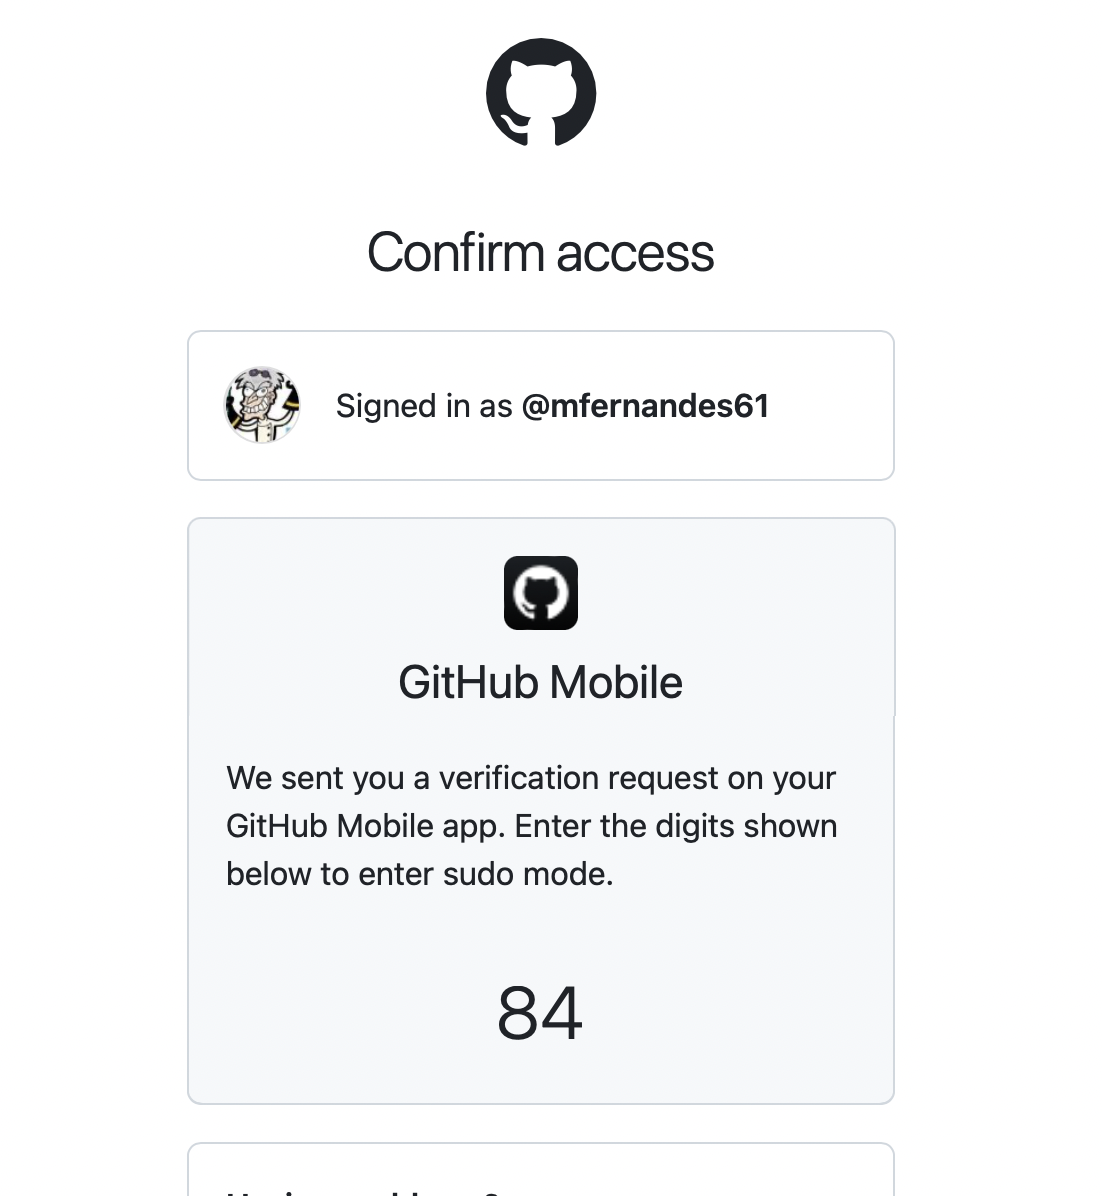 Confirm access
Signed in as @mfernandes61
GitHub Mobile
We sent you a verification request on your
GitHub Mobile app. Enter the digits shown
below to enter sudo mode.
84